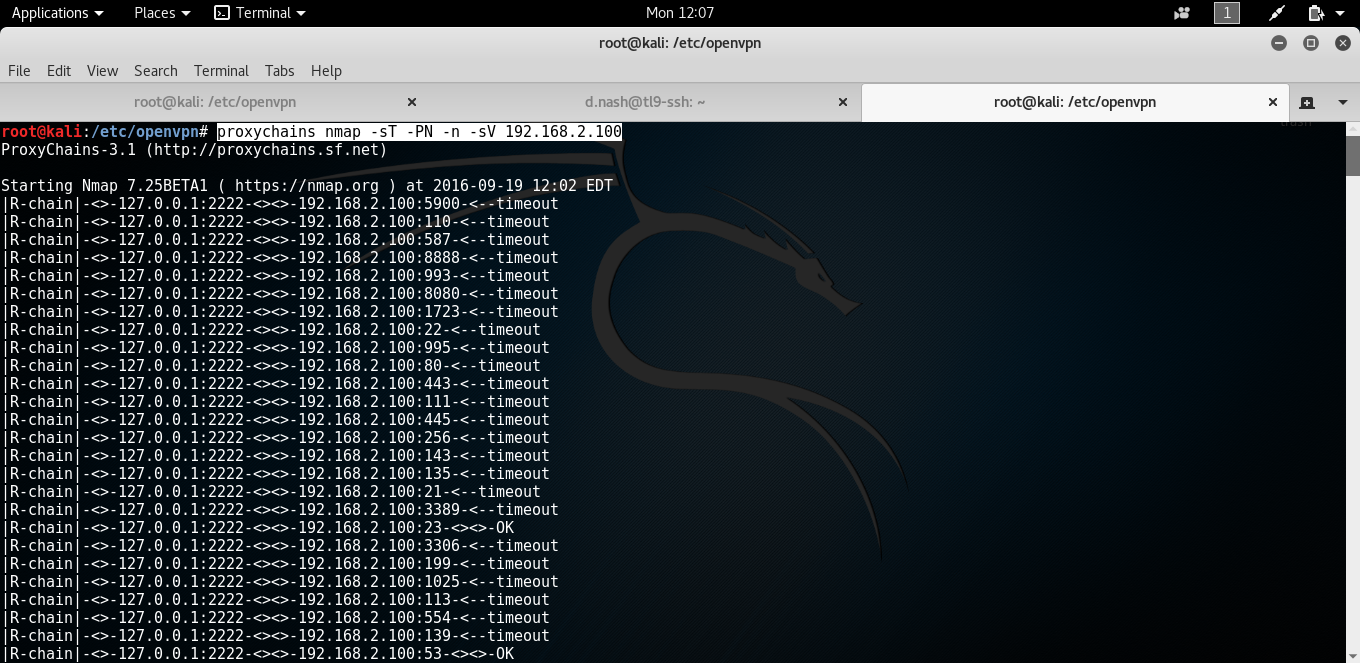 Applications Places Terminal Mon 12:07 1
root@kali: /etc/openvpn
File Edit View Search Terminal Tabs Help
root@kali: /etc/openvpn d.nash@tl9-ssh: ~ root@kali: /etc/openvpn
root@kali:/etc/openvpn# proxychains nmap -sT -PN -n -sV 192.168.2.100
ProxyChains-3.1 (http://proxychains.sf.net)
Starting Nmap 7.25BETA1 ( https://nmap.org ) at 2016-09-19 12:02 EDT
|R-chain|-<>-127.0.0.1:2222-<><>-192.168.2.100:5900-<--timeout
|R-chain|-<>-127.0.0.1:2222-<><>-192.168.2.100:110-<--timeout
|R-chain|-<>-127.0.0.1:2222-<><>-192.168.2.100:587-<--timeout
|R-chain|-<>-127.0.0.1:2222-<><>-192.168.2.100:8888-<--timeout
|R-chain|-<>-127.0.0.1:2222-<><>-192.168.2.100:993-<--timeout
|R-chain|-<>-127.0.0.1:2222-<><>-192.168.2.100:8080-<--timeout
|R-chain|-<>-127.0.0.1:2222-<><>-192.168.2.100:1723-<--timeout
|R-chain|-<>-127.0.0.1:2222-<><>-192.168.2.100:22-<--timeout
|R-chain|-<>-127.0.0.1:2222-<><>-192.168.2.100:995-<--timeout
|R-chain|-<>-127.0.0.1:2222-<><>-192.168.2.100:80-<--timeout
|R-chain|-<>-127.0.0.1:2222-<><>-192.168.2.100:443-<--timeout
|R-chain|-<>-127.0.0.1:2222-<><>-192.168.2.100:111-<--timeout
|R-chain|-<>-127.0.0.1:2222-<><>-192.168.2.100:445-<--timeout
|R-chain|-<>-127.0.0.1:2222-<><>-192.168.2.100:256-<--timeout
|R-chain|-<>-127.0.0.1:2222-<><>-192.168.2.100:143-<--timeout
|R-chain|-<>-127.0.0.1:2222-<><>-192.168.2.100:135-<--timeout
|R-chain|-<>-127.0.0.1:2222-<><>-192.168.2.100:21-<--timeout
|R-chain|-<>-127.0.0.1:2222-<><>-192.168.2.100:3389-<--timeout
|R-chain|-<>-127.0.0.1:2222-<><>-192.168.2.100:23-<><>-OK
|R-chain|-<>-127.0.0.1:2222-<><>-192.168.2.100:3306-<--timeout
|R-chain|-<>-127.0.0.1:2222-<><>-192.168.2.100:199-<--timeout
|R-chain|-<>-127.0.0.1:2222-<><>-192.168.2.100:1025-<--timeout
|R-chain|-<>-127.0.0.1:2222-<><>-192.168.2.100:113-<--timeout
|R-chain|-<>-127.0.0.1:2222-<><>-192.168.2.100:554-<--timeout
|R-chain|-<>-127.0.0.1:2222-<><>-192.168.2.100:139-<--timeout
|R-chain|-<>-127.0.0.1:2222-<><>-192.168.2.100:53-<><>-OK